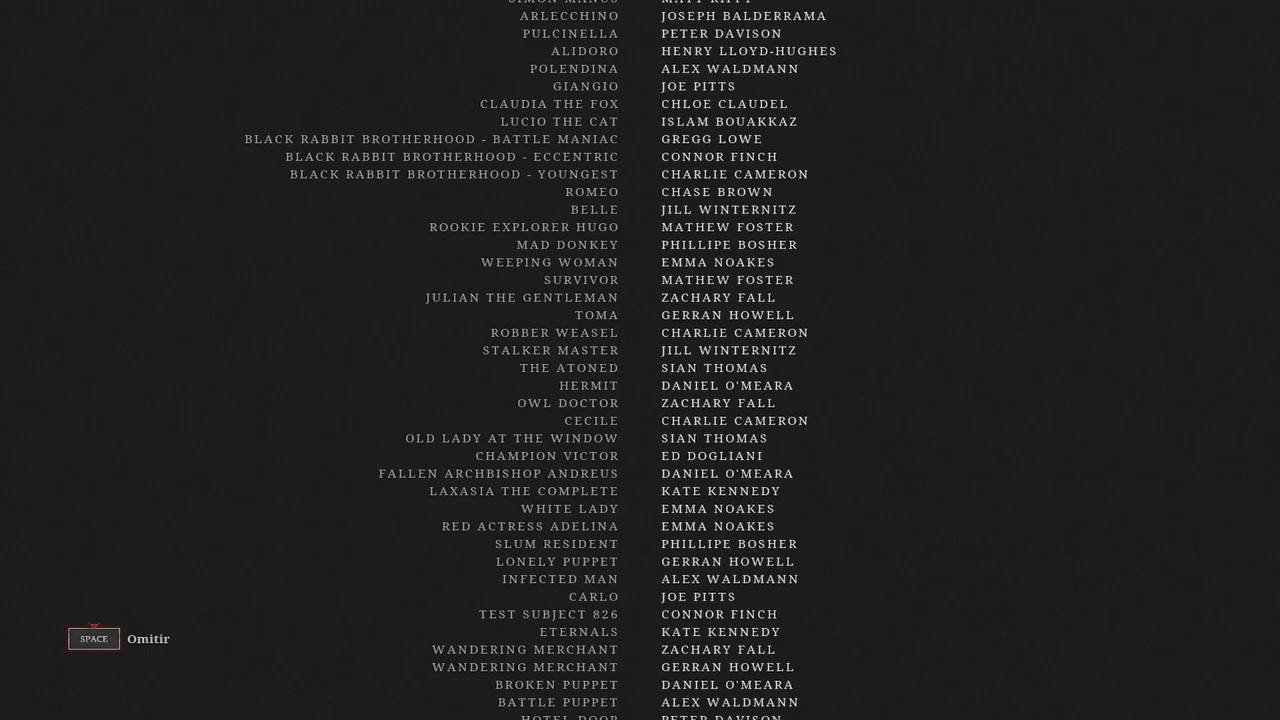 SIMON MANUS MATT RIPPY
ARLECCHINO JOSEPH BALDERRAMA
PULCINELLA PETER DAVISON
ALIDORO HENRY LLOYD-HUGHES
POLENDINA ALEX WALDMANN
GIANGIO JOE PITTS
CLAUDIA THE FOX CHLOE CLAUDEL
LUCIO THE CAT ISLAM BOUAKKAZ
BLACK RABBIT BROTHERHOOD - BATTLE MANIAC GREGG LOWE
BLACK RABBIT BROTHERHOOD - ECCENTRIC CONNOR FINCH
BLACK RABBIT BROTHERHOOD - YOUNGEST CHARLIE CAMERON
ROMEO CHASE BROWN
BELLE JILL WINTERNITZ
ROOKIE EXPLORER HUGO MATHEW FOSTER
MAD DONKEY PHILLIPE BOSHER
WEEPING WOMAN EMMA NOAKES
SURVIVOR MATHEW FOSTER
JULIAN THE GENTLEMAN ZACHARY FALL
TOMA GERRAN HOWELL
ROBBER WEASEL CHARLIE CAMERON
STALKER MASTER JILL WINTERNITZ
THE ATONED SIAN THOMAS
HERMIT DANIEL O'MEARA
OWL DOCTOR ZACHARY FALL
CECILE CHARLIE CAMERON
OLD LADY AT THE WINDOW SIAN THOMAS
CHAMPION VICTOR ED DOGLIANI
FALLEN ARCHBISHOP ANDREUS DANIEL O'MEARA
LAXASIA THE COMPLETE KATE KENNEDY
WHITE LADY EMMA NOAKES
RED ACTRESS ADELINA EMMA NOAKES
SLUM RESIDENT PHILLIPE BOSHER
LONELY PUPPET GERRAN HOWELL
INFECTED MAN ALEX WALDMANN
CARLO JOE PITTS
TEST SUBJECT 826 CONNOR FINCH
ETERNALS KATE KENNEDY
SPACE Omitir
WANDERING MERCHANT ZACHARY FALL
WANDERING MERCHANT GERRAN HOWELL
BROKEN PUPPET DANIEL O'MEARA
BATTLE PUPPET ALEX WALDMANN
HOTEL DOOR PETER DAVISON